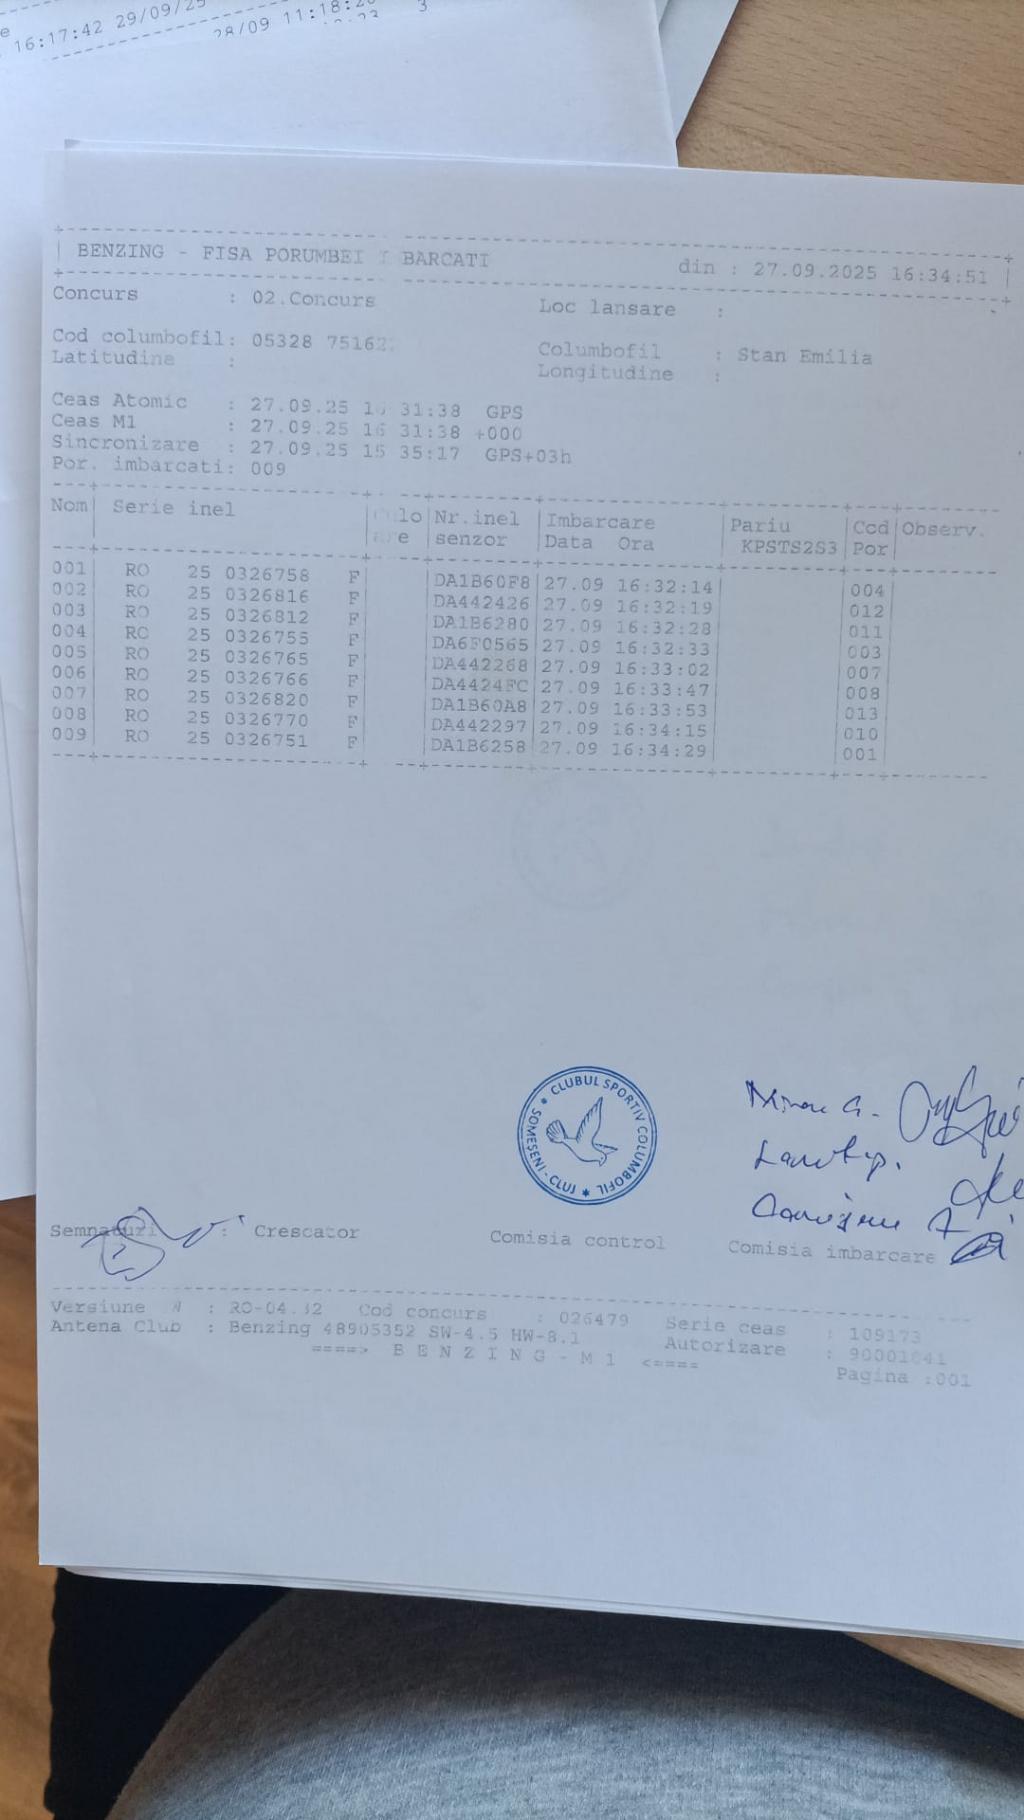 16:17:42 29/09/25
28/09 11:18:20
3
BENZING - FISA PORUMBEI BARCATI din : 27.09.2025 16:34:51
Concurs : 02.Concurs Loc lansare :
Cod columbofil: 05328 75162 Columbofil : Stan Emilia
Latitudine : Longitudine :
Ceas Atomic : 27.09.25 16 31:38 GPS
Ceas M1 : 27.09.25 16 31:38 +000
Sincronizare : 27.09.25 15 35:17 GPS+03h
Por. imbarcati: 009
Nom Serie inel lo Nr.inel Imbarcare Pariu Cod Observ.
e senzor Data Ora KPSTS2S3 Por
001 RO 25 0326758 F DA1B60F8 27.09 16:32:14 004
002 RO 25 0326816 F DA442426 27.09 16:32:19 012
003 RO 25 0326812 F DA1B6280 27.09 16:32:28 011
004 RO 25 0326755 F DA6F0565 27.09 16:32:33 003
005 RO 25 0326765 F DA442268 27.09 16:33:02 007
006 RO 25 0326766 F DA4424FC 27.09 16:33:47 008
007 RO 25 0326820 F DA1B60A8 27.09 16:33:53 013
008 RO 25 0326770 F DA442297 27.09 16:34:15 010
009 RO 25 0326751 F DA1B6258 27.09 16:34:29 001
CLUBUL SPORTIV COLUMBOFIL * SOMEȘENI - CLUJ *
Semnaturi : Crescator Comisia control Comisia imbarcare
Versiune : RO-04.32 Cod concurs : 026479 Serie ceas : 109173
Antena Club : Benzing 48905352 SW-4.5 HW-8.1 Autorizare : 90001841
====> B E N Z I N G - M 1 <==== Pagina :001